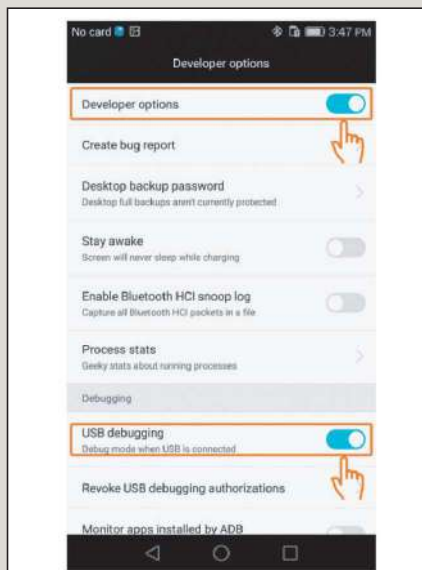 No card 3:47 PM
Developer options
Developer options
Create bug report
Desktop backup password
Desktop full backups aren't currently protected
Stay awake
Screen will never sleep while charging
Enable Bluetooth HCI snoop log
Capture all Bluetooth HCI packets in a file
Process stats
Geeky stats about running processes
Debugging
USB debugging
Debug mode when USB is connected
Revoke USB debugging authorizations
Monitor apps installed by ADB